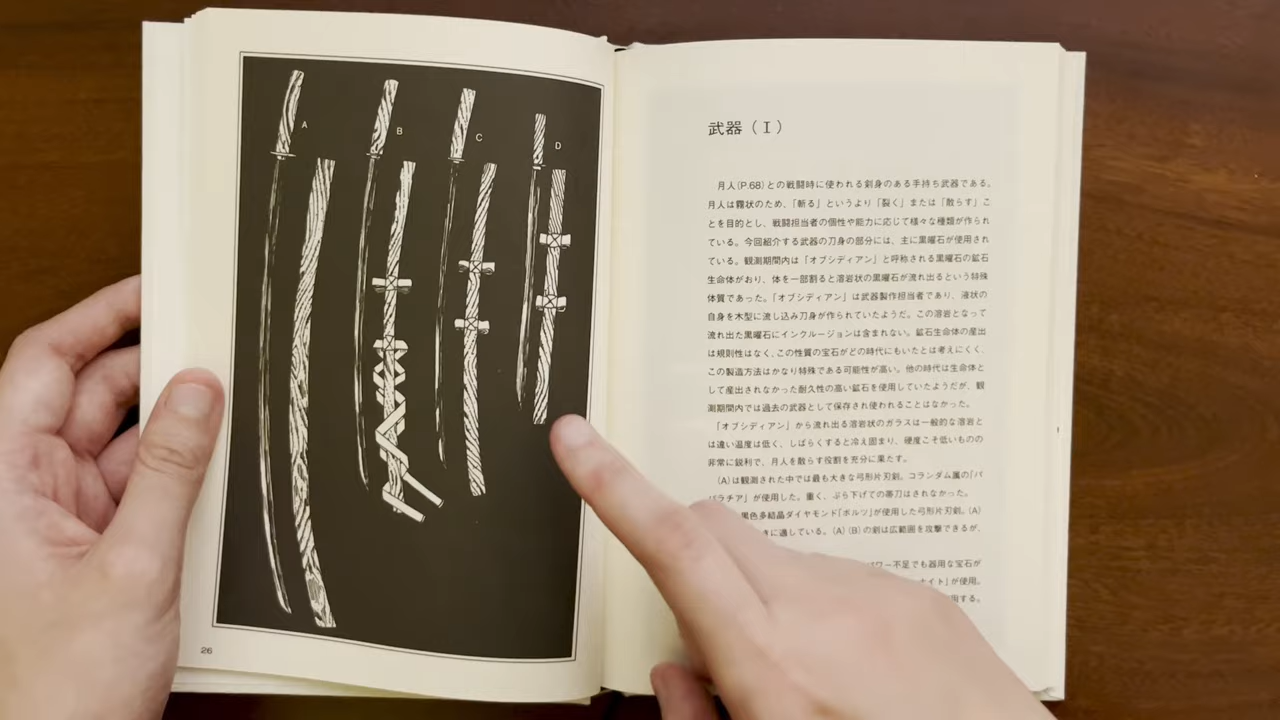 A
B
C
D
26
武器（Ⅰ）
月人(P.68)との戦闘時に使われる剣身のある手持ち武器である。
月人は霧状のため、「斬る」というより「裂く」または「散らす」こ
とを目的とし、戦闘担当者の個性や能力に応じて様々な種類が作られ
ている。今回紹介する武器の刀身の部分には、主に黒曜石が使用され
ている。観測期間内は「オブシディアン」と呼称される黒曜石の鉱石
生命体がおり、体を一部割ると溶岩状の黒曜石が流れ出るという特殊
体質であった。「オブシディアン」は武器製作担当者であり、液状の
自身を木型に流し込み刀身が作られていたようだ。この溶岩となって
流れ出た黒曜石にインクルージョンは含まれない。鉱石生命体の産出
は規則性はなく、この性質の宝石がどの時代にもいたとは考えにくく、
この製造方法はかなり特殊である可能性が高い。他の時代は生命体と
して産出されなかった耐久性の高い鉱石を使用していたようだが、観
測期間内では過去の武器として保存され使われることはなかった。
「オブシディアン」から流れ出る溶岩状のガラスは一般的な溶岩と
は違い温度は低く、しばらくすると冷え固まり、硬度こそ低いものの
非常に鋭利で、月人を散らす役割を充分に果たす。
(A)は観測された中では最も大きな弓形片刃剣。コランダム属の「パ
パラチア」が使用した。重く、ぶら下げての帯刀はされなかった。
黒色多結晶ダイヤモンド「ボルツ」が使用した弓形片刃剣。(A)
きに適している。(A)(B)の剣は広範囲を攻撃できるが、
ワー不足でも器用な宝石が
ナイト」が使用。
用する。